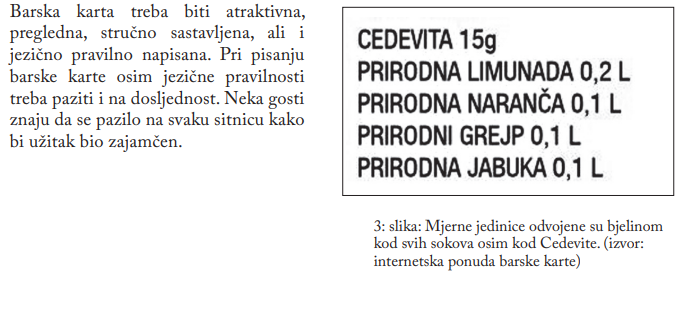 Barska karta treba biti atraktivna,
pregledna, stručno sastavljena, ali i
jezično pravilno napisana. Pri pisanju
barske karte osim jezične pravilnosti
treba paziti i na dosljednost. Neka gosti
znaju da se pazilo na svaku sitnicu kako
bi užitak bio zajamčen.
CEDEVITA 15g
PRIRODNA LIMUNADA 0,2 L
PRIRODNA NARANČA 0,1 L
PRIRODNI GREJP 0,1 L
PRIRODNA JABUKA 0,1 L
3: slika: Mjerne jedinice odvojene su bjelinom
kod svih sokova osim kod Cedevite. (izvor:
internetska ponuda barske karte)